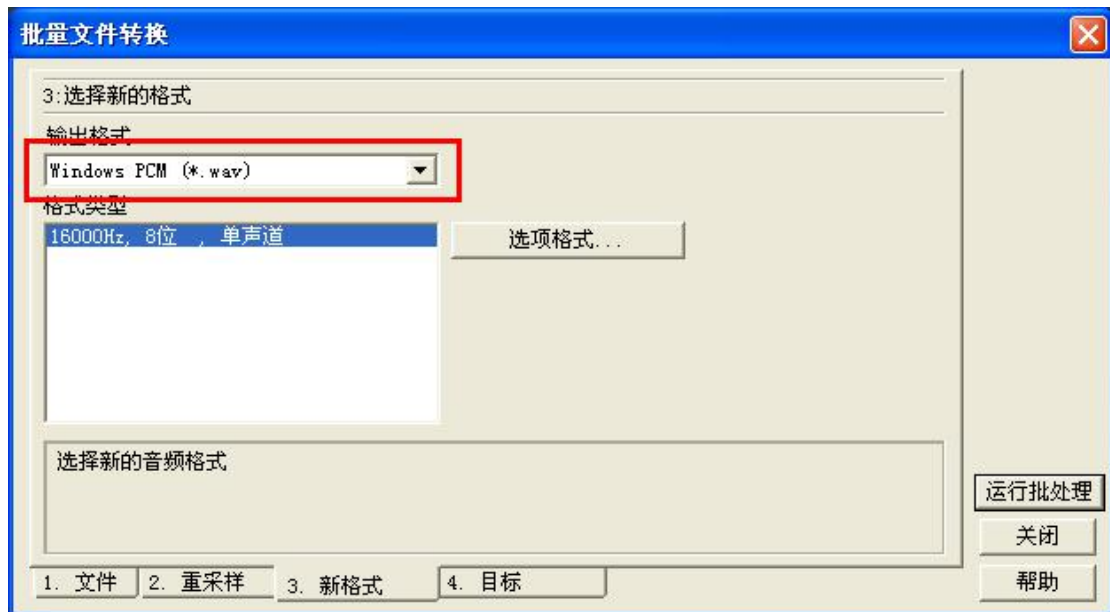 批量文件转换
3:选择新的格式
输出格式
Windows PCM (*.wav)
格式类型
16000Hz, 8位 , 单声道
选项格式...
选择新的音频格式
运行批处理
关闭
帮助
1. 文件 2. 重采样 3. 新格式 4. 目标